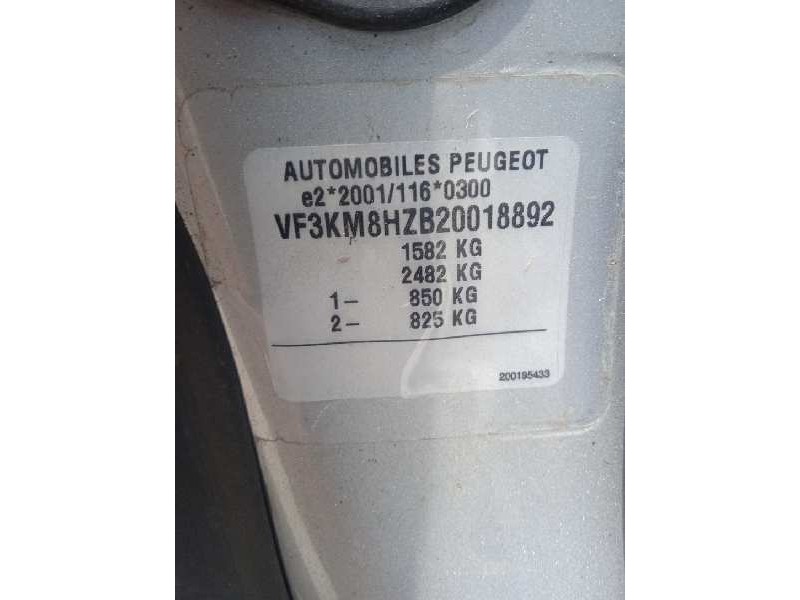 AUTOMOBILES PEUGEOT
e2*2001/116*0300
VF3KM8HZB20018892
1582 KG
2482 KG
1- 850 KG
2- 825 KG
200195433